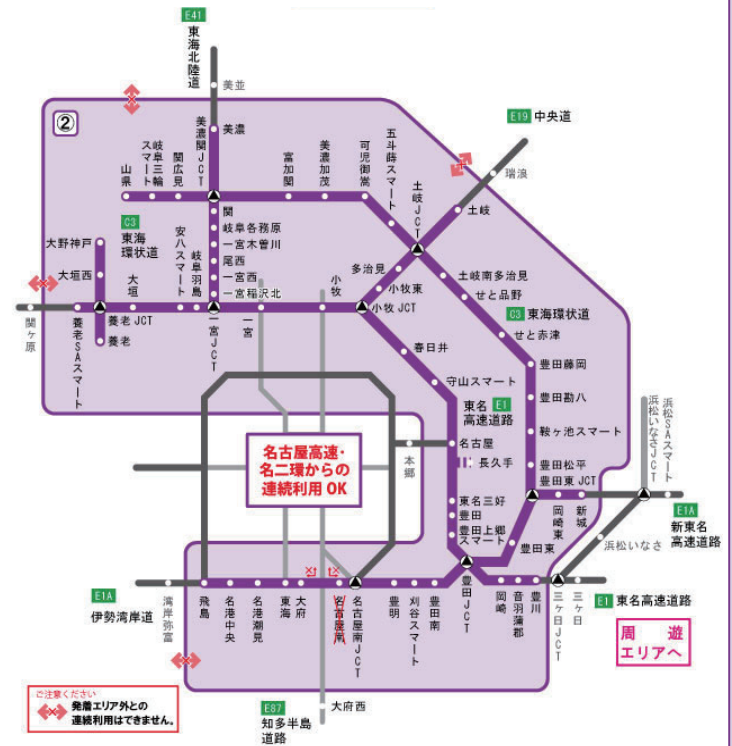 E41
東海北陸道
美並
②
美濃
美濃関JCT
山県
岐阜三輪スマート
関広見
富加関
美濃加茂
可児御嵩
五斗蒔スマート
土岐JCT
E19 中央道
瑞浪
土岐
関
岐阜各務原
一宮木曽川
尾西
一宮西
一宮稲沢北
C3
東海環状道
大野神戸
大垣西
大垣
安八スマート
岐阜羽島
小牧
多治見
小牧東
小牧JCT
土岐南多治見
せと品野
C3 東海環状道
せと赤津
関ヶ原
養老SAスマート
養老JCT
養老
一宮JCT
一宮
春日井
守山スマート
東名 E1
高速道路
豊田藤岡
豊田勘八
鞍ヶ池スマート
豊田松平
豊田東JCT
名古屋高速・
名二環からの
連続利用 OK
本郷
名古屋
長久手
東名三好
豊田
豊田上郷
スマート
豊田東
岡崎東
新城
浜松いなさJCT
浜松SAスマート
E1A
新東名
高速道路
浜松いなさ
E1A
伊勢湾岸道
湾岸弥富
飛島
名港中央
名港潮見
東海
大府
名古屋南
名古屋南JCT
豊明
刈谷スマート
豊田南
豊田JCT
岡崎
音羽蒲郡
豊川
三ヶ日JCT
三ヶ日
E1 東名高速道路
周遊
エリアへ
ご注意ください
発着エリア外との
連続利用はできません。
E87
知多半島
道路
大府西